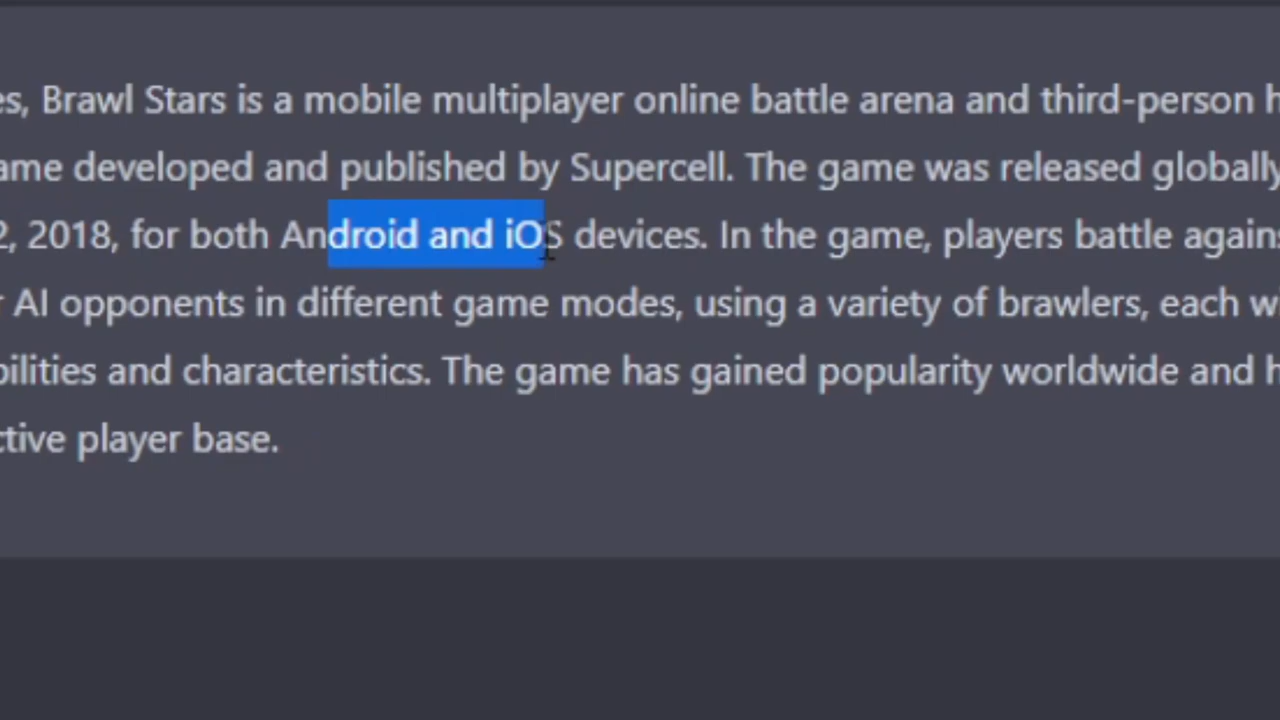 es, Brawl Stars is a mobile multiplayer online battle arena and third-person h
ame developed and published by Supercell. The game was released globally
2, 2018, for both Android and iOS devices. In the game, players battle agains
r AI opponents in different game modes, using a variety of brawlers, each w
bilities and characteristics. The game has gained popularity worldwide and h
ctive player base.